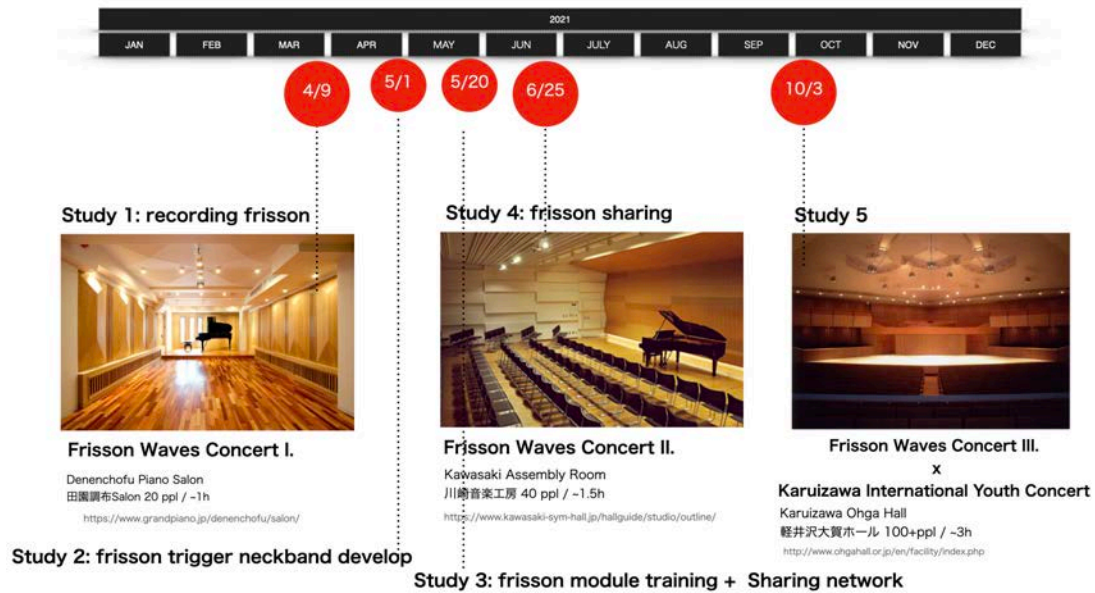 2021
JAN FEB MAR APR MAY JUN JULY AUG SEP OCT NOV DEC
4/9 5/1 5/20 6/25 10/3
Study 1: recording frisson
Frisson Waves Concert I.
Denenchofu Piano Salon
田園調布Salon 20 ppl / ~1h
https://www.grandpiano.jp/denenchofu/salon/
Study 4: frisson sharing
Frisson Waves Concert II.
Kawasaki Assembly Room
川崎音楽工房 40 ppl / ~1.5h
https://www.kawasaki-sym-hall.jp/hallguide/studio/outline/
Study 5
Frisson Waves Concert III.
x
Karuizawa International Youth Concert
Karuizawa Ohga Hall
軽井沢大賀ホール 100+ppl / ~3h
http://www.ohgahall.or.jp/en/facility/index.php
Study 2: frisson trigger neckband develop
Study 3: frisson module training + Sharing network